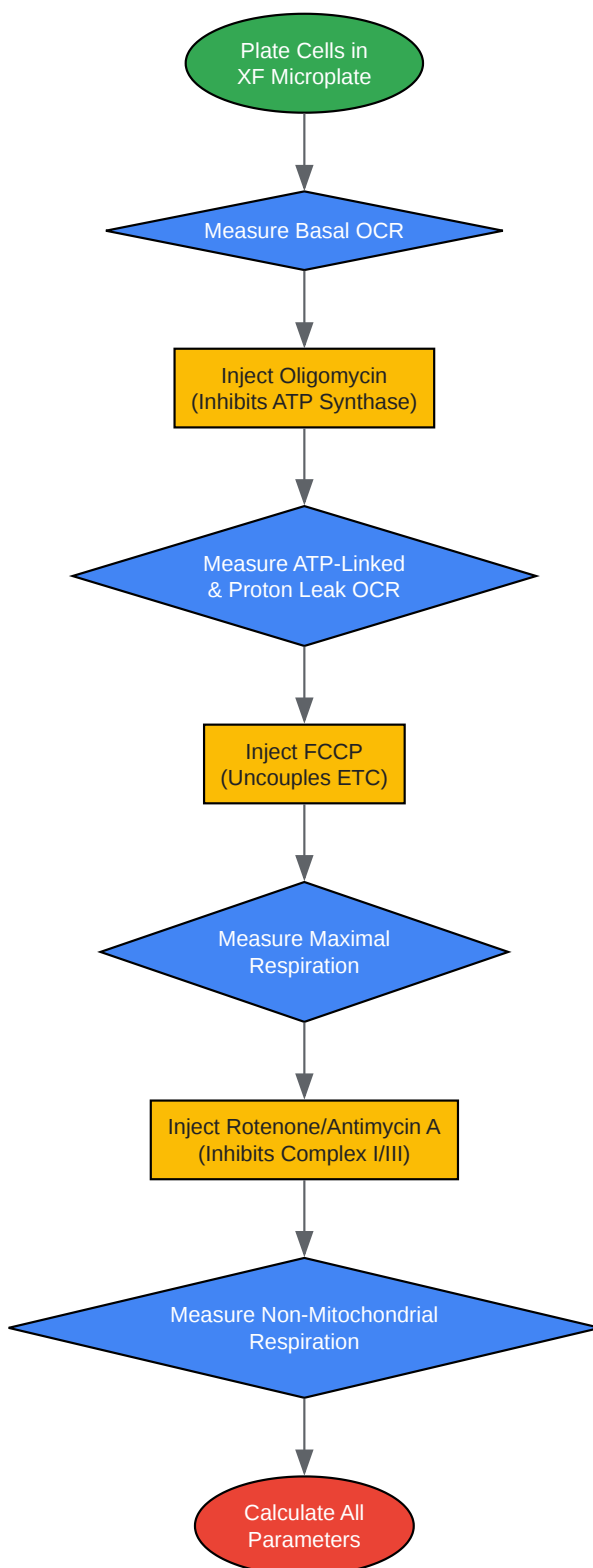 Plate Cells in
XF Microplate
Measure Basal OCR
Inject Oligomycin
(Inhibits ATP Synthase)
Measure ATP-Linked
& Proton Leak OCR
Inject FCCP
(Uncouples ETC)
Measure Maximal
Respiration
Inject Rotenone/Antimycin A
(Inhibits Complex I/III)
Measure Non-Mitochondrial
Respiration
Calculate All
Parameters